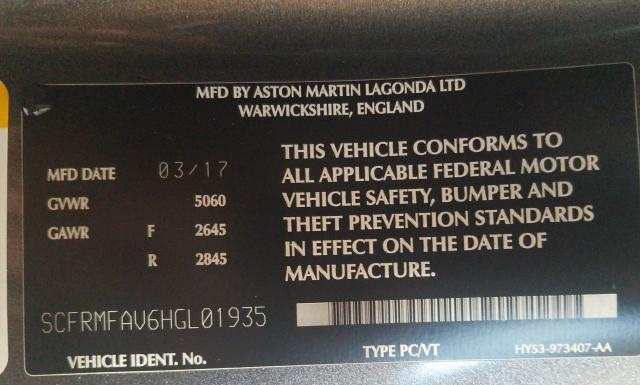 MFD BY ASTON MARTIN LAGONDA LTD
WARWICKSHIRE, ENGLAND
MFD DATE 03/17
GVWR 5060
GAWR F 2645
R 2845
THIS VEHICLE CONFORMS TO
ALL APPLICABLE FEDERAL MOTOR
VEHICLE SAFETY, BUMPER AND
THEFT PREVENTION STANDARDS
IN EFFECT ON THE DATE OF
MANUFACTURE.
SCFRMFAV6HGL01935
VEHICLE IDENT. No.
TYPE PC/VT
HY53-973407-AA